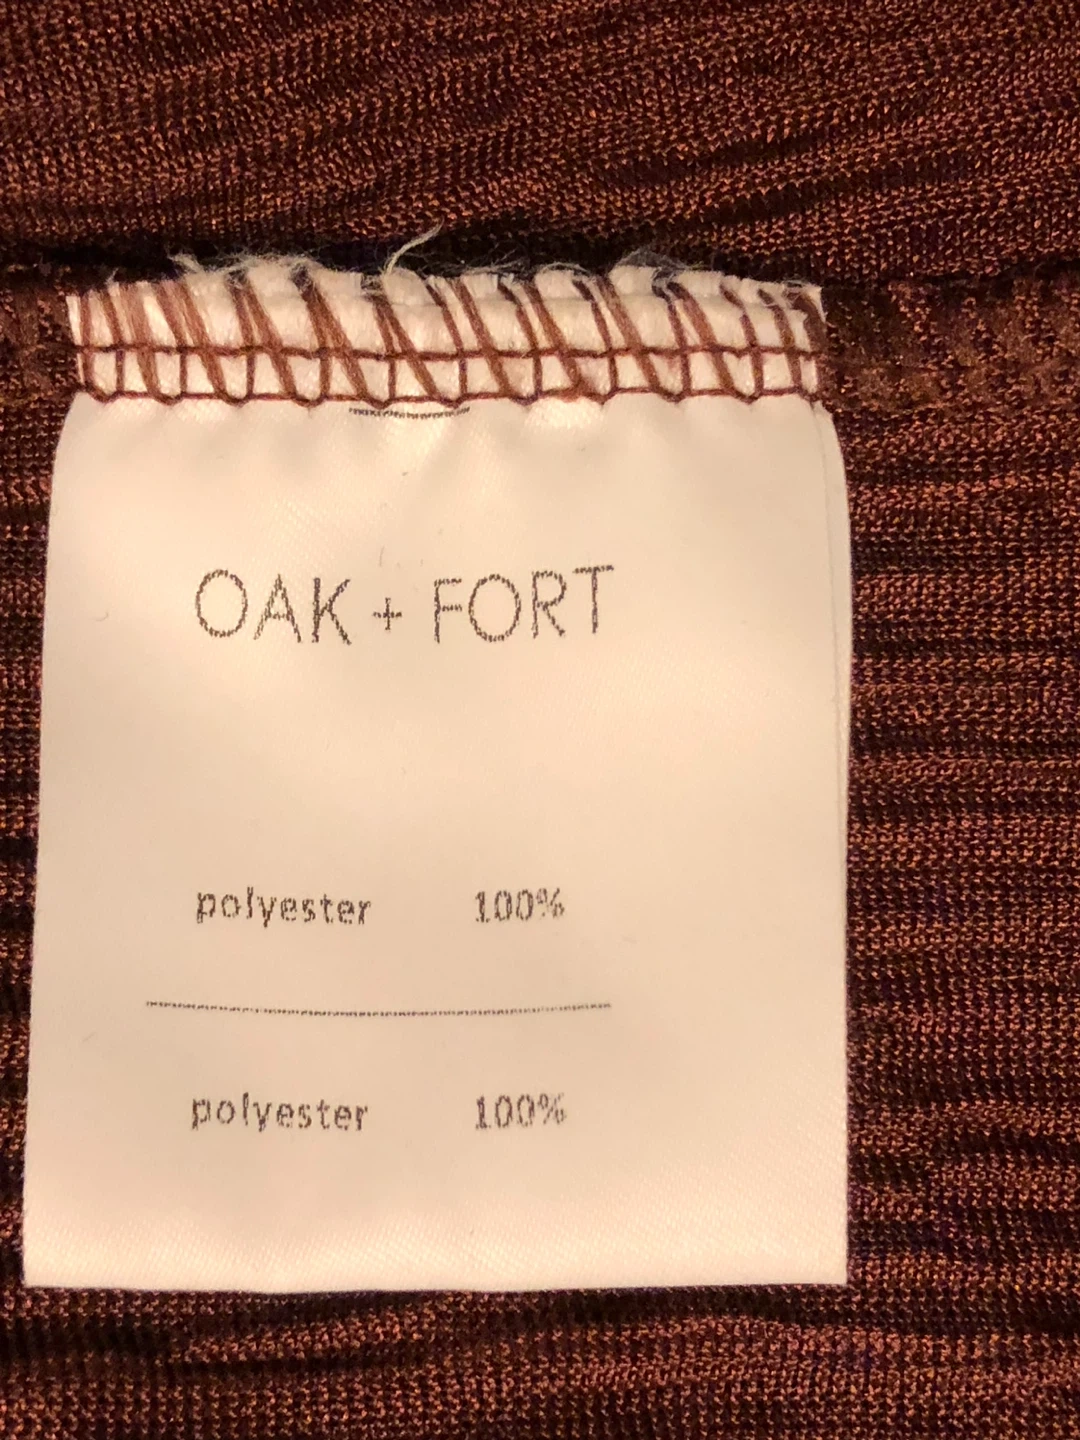 OAK + FORT
polyester 100%
polyester 100%